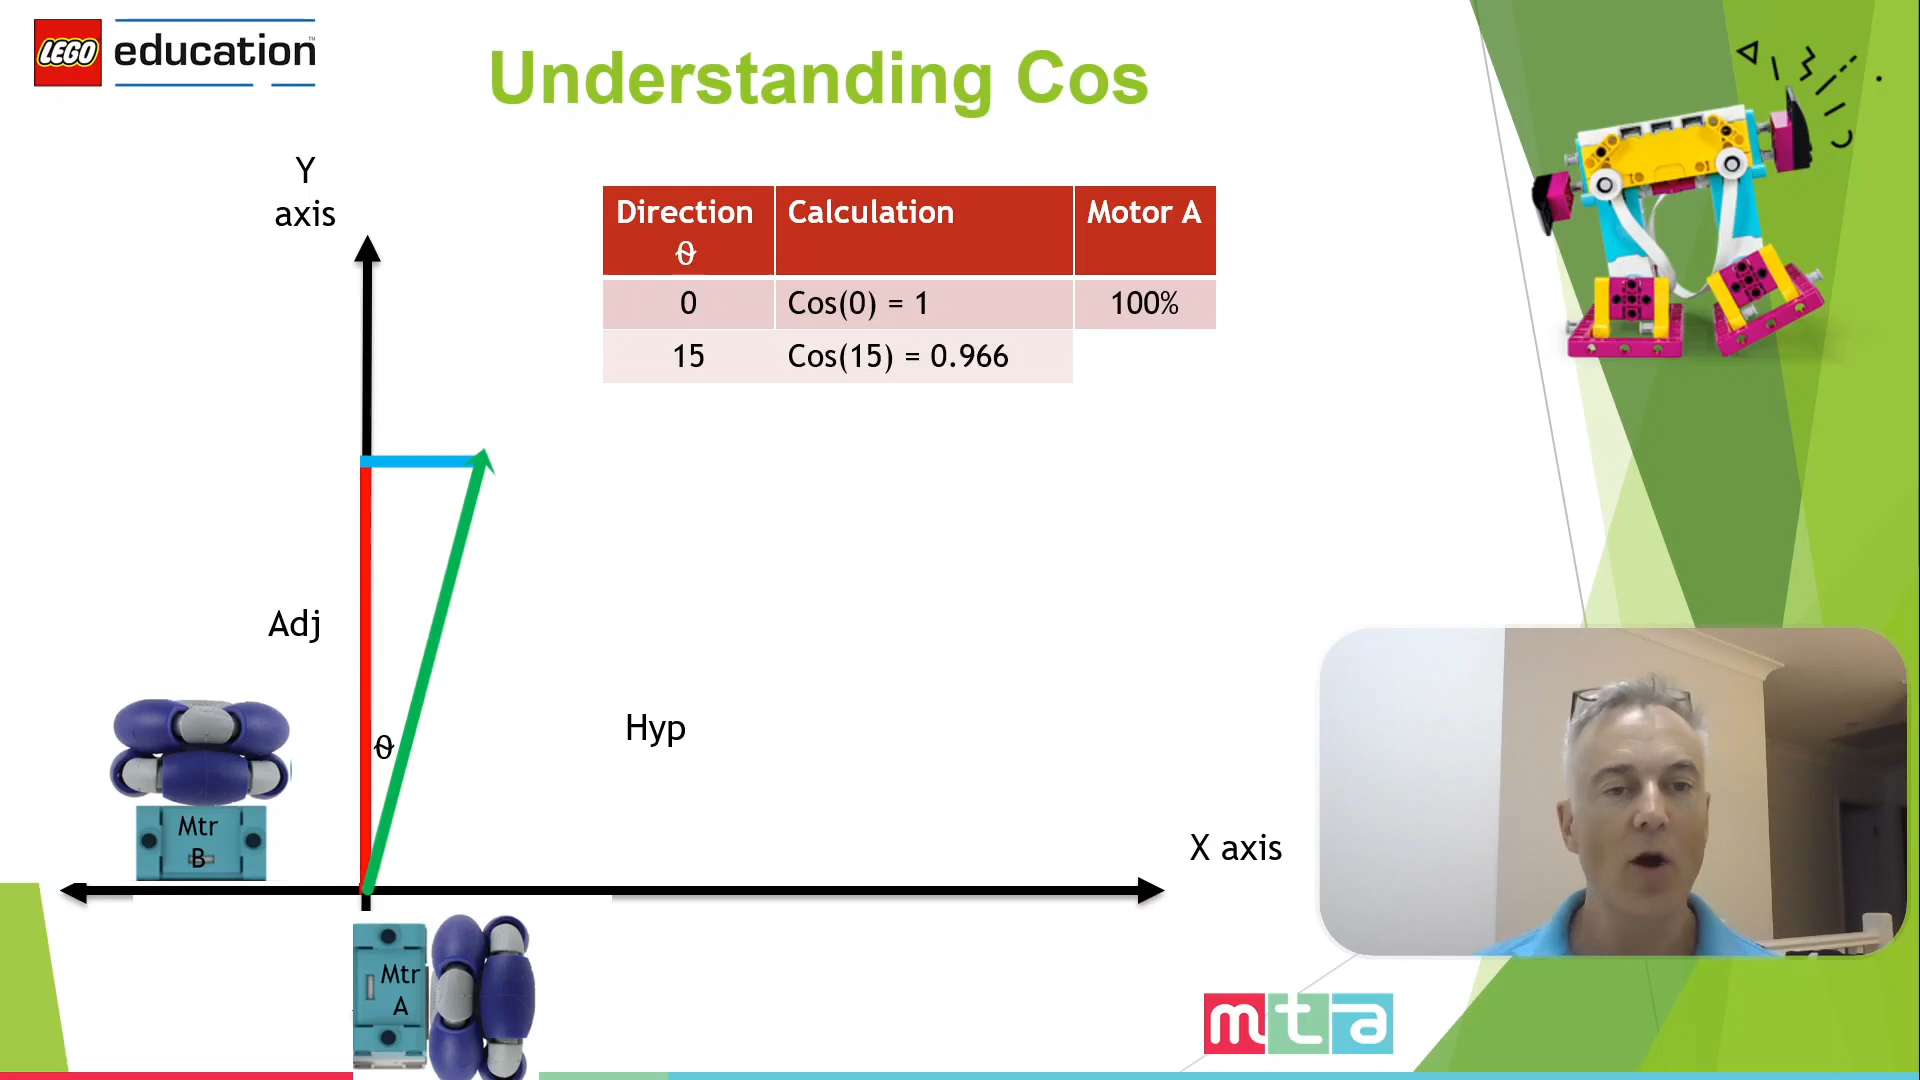 LEGO education™
Understanding Cos
Y
axis
Direction Calculation Motor A
θ
0 Cos(0) = 1 100%
15 Cos(15) = 0.966
Adj
θ
Hyp
Mtr
B
X axis
Mtr
A
mta